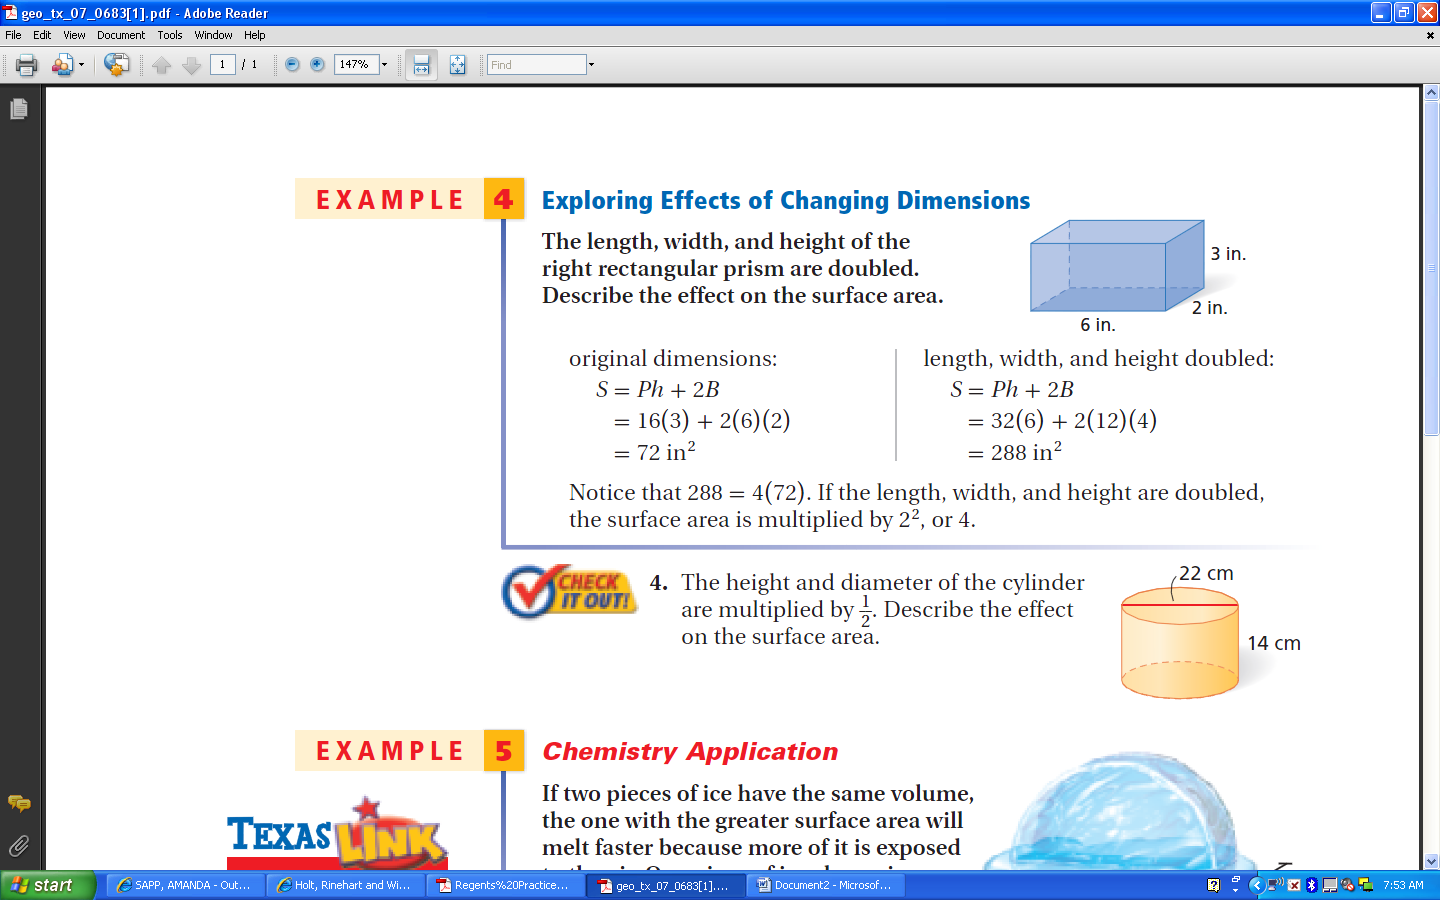 geo_tx_07_0683[1].pdf - Adobe Reader
File Edit View Document Tools Window Help
1 / 1 147% Find
EXAMPLE 4 Exploring Effects of Changing Dimensions
The length, width, and height of the
right rectangular prism are doubled.
Describe the effect on the surface area.
3 in.
2 in.
6 in.
original dimensions:
S = Ph + 2B
= 16(3) + 2(6)(2)
= 72 in²
length, width, and height doubled:
S = Ph + 2B
= 32(6) + 2(12)(4)
= 288 in²
Notice that 288 = 4(72). If the length, width, and height are doubled,
the surface area is multiplied by 2², or 4.
CHECK
IT OUT!
4. The height and diameter of the cylinder
are multiplied by 1/2. Describe the effect
on the surface area.
22 cm
14 cm
EXAMPLE 5 Chemistry Application
If two pieces of ice have the same volume,
the one with the greater surface area will
melt faster because more of it is exposed
TEXAS LINK
start SAPP, AMANDA - Out... Holt, Rinehart and Wi... Regents%20Practice... geo_tx_07_0683[1].... Document2 - Microsof... 7:53 AM